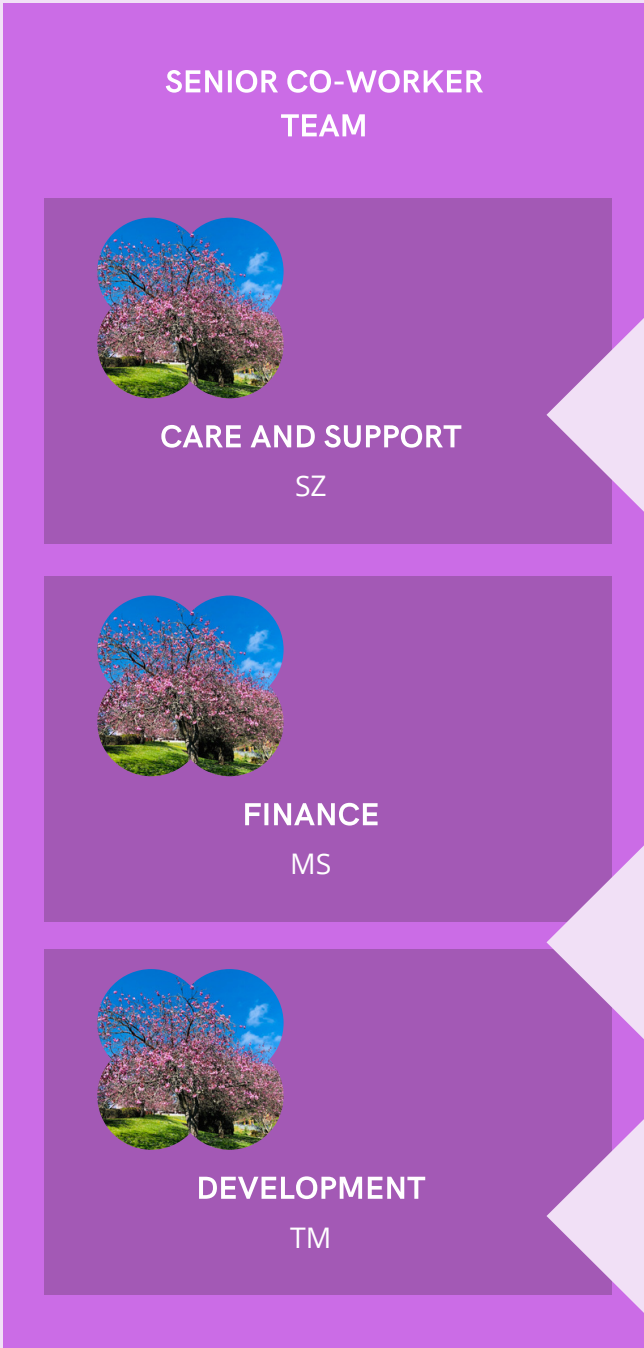 SENIOR CO-WORKER
TEAM
CARE AND SUPPORT
SZ
FINANCE
MS
DEVELOPMENT
TM